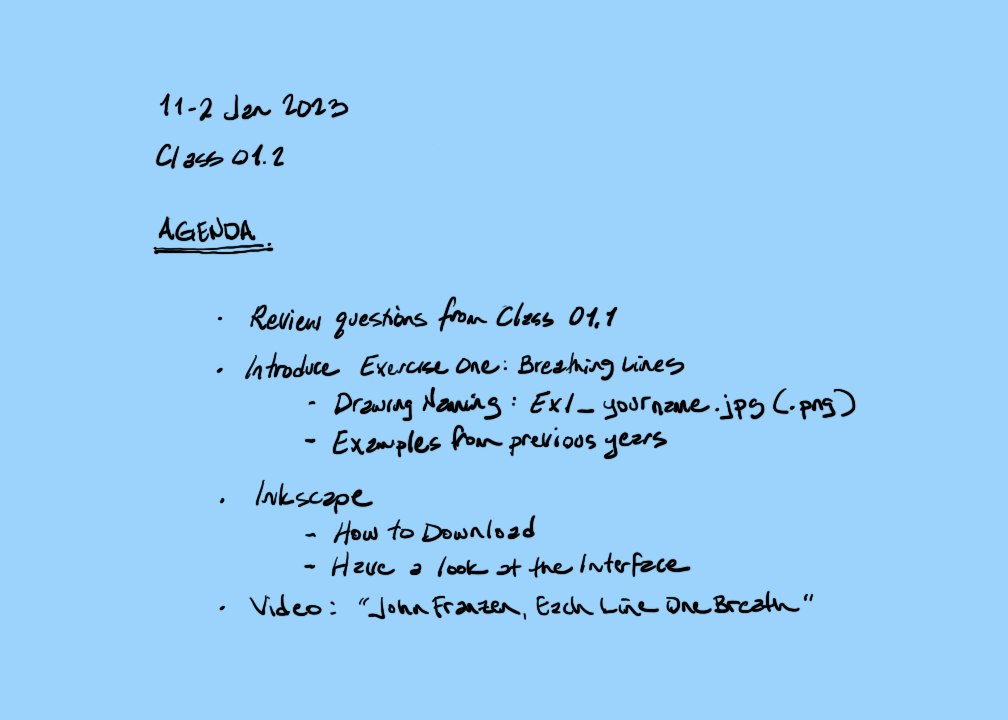 11-2 Jan 2023
Class 01.2
AGENDA.
· Review questions from Class 01.1
· Introduce Exercise One: Breathing Lines
- Drawing Naming: Ex1_yourname.jpg (.png)
- Examples from previous years
· Inkscape
- How to Download
- Have a look at the Interface
· Video: "John Franzen, Each Line One Breath"